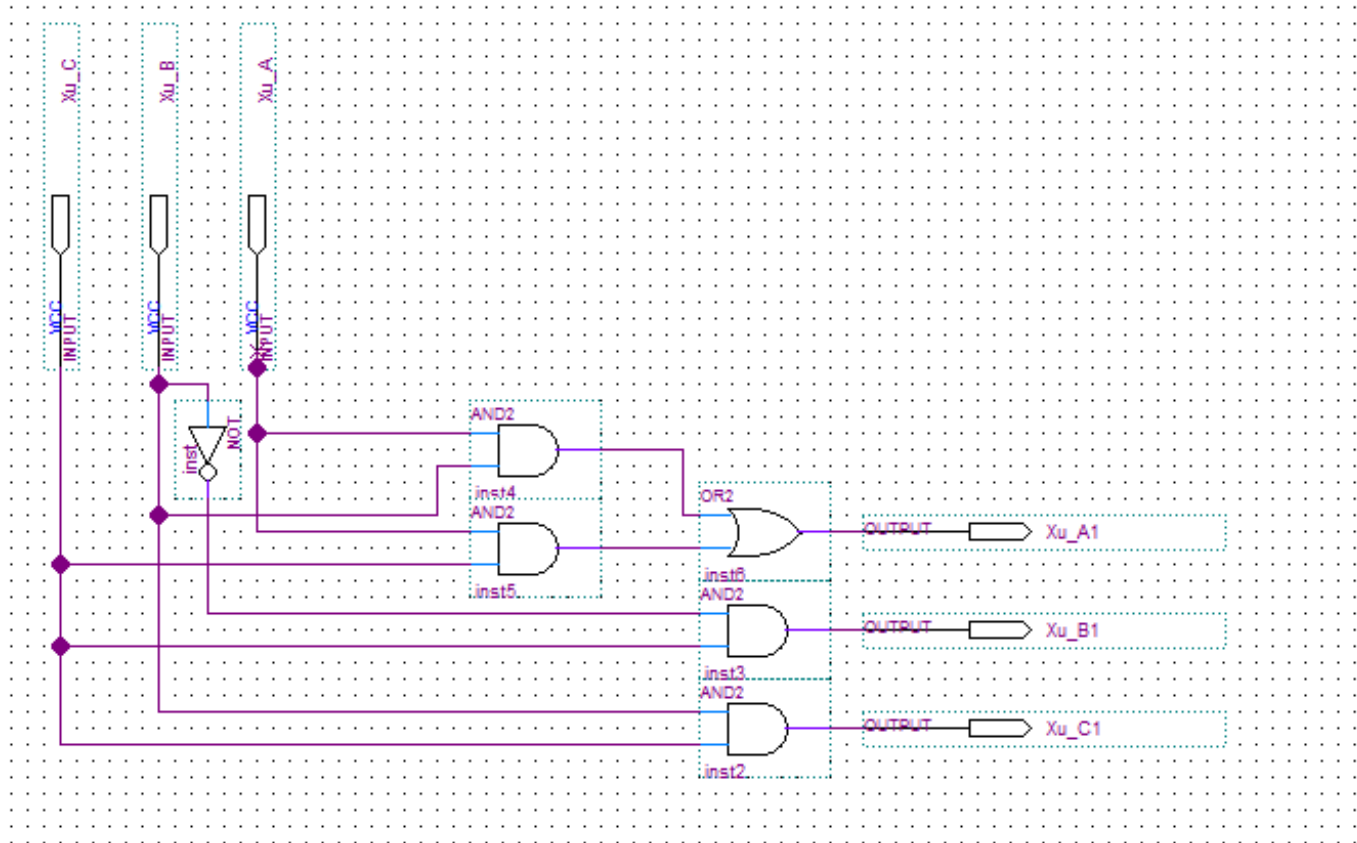 Xu_C
Xu_B
Xu_A
VCC
INPUT
VCC
INPUT
VCC
INPUT
NOT
inst
AND2
inst4
AND2
inst5
OR2
inst6
OUTPUT
Xu_A1
AND2
inst3
OUTPUT
Xu_B1
AND2
inst2
OUTPUT
Xu_C1